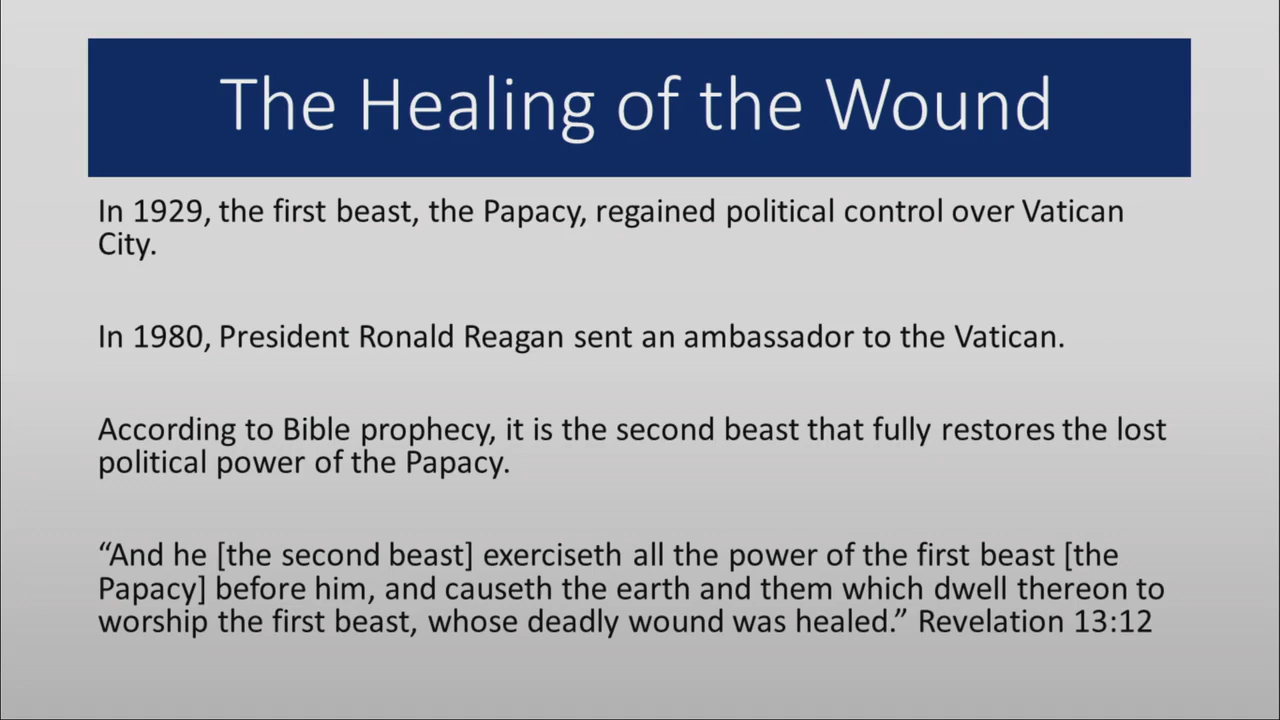 The Healing of the Wound
In 1929, the first beast, the Papacy, regained political control over Vatican
City.
In 1980, President Ronald Reagan sent an ambassador to the Vatican.
According to Bible prophecy, it is the second beast that fully restores the lost
political power of the Papacy.
“And he [the second beast] exerciseth all the power of the first beast [the
Papacy] before him, and causeth the earth and them which dwell thereon to
worship the first beast, whose deadly wound was healed.” Revelation 13:12